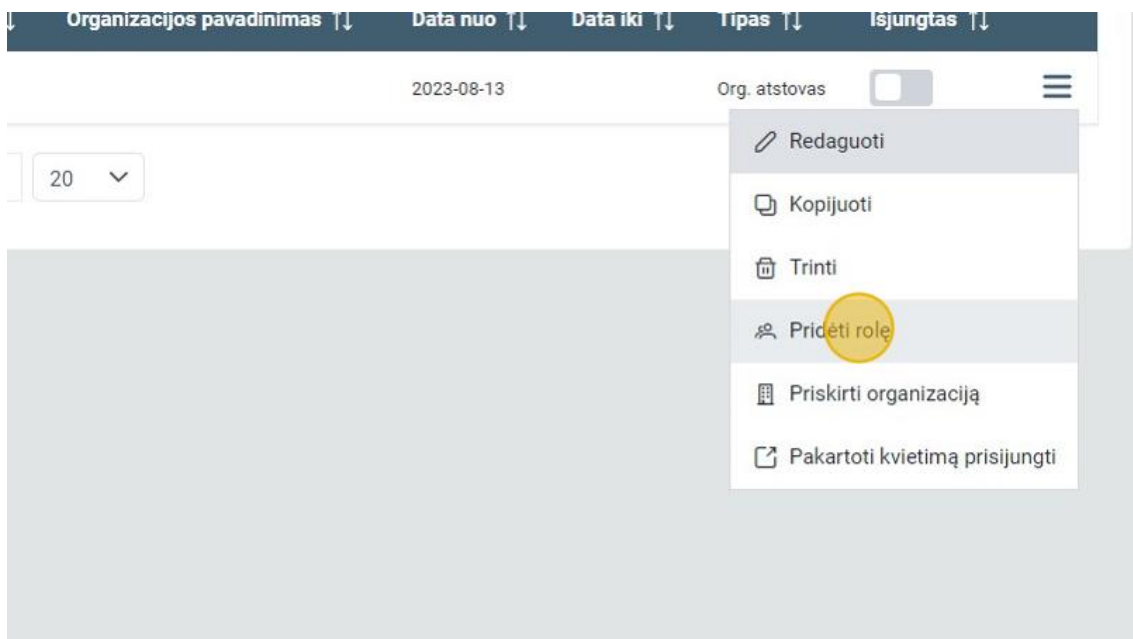 Organizacijos pavadinimas Data nuo Data iki Tipas Išjungtas
2023-08-13 Org. atstovas
Redaguoti
20
Kopijuoti
Trinti
Pridėti rolę
Priskirti organizaciją
Pakartoti kvietimą prisijungti